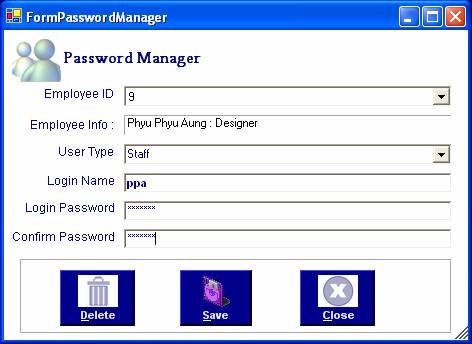 FormPasswordManager
Password Manager
Employee ID 9
Employee Info : Phyu Phyu Aung : Designer
User Type Staff
Login Name ppa
Login Password *******
Confirm Password *******
Delete Save Close